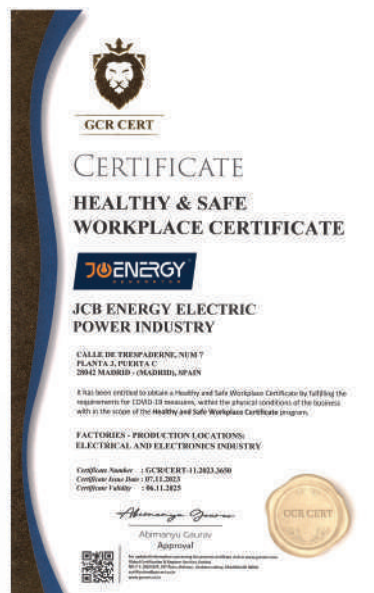 GCR CERT
CERTIFICATE
HEALTHY & SAFE
WORKPLACE CERTIFICATE
JOENERGY
GENERATOR
JCB ENERGY ELECTRIC
POWER INDUSTRY
CALLE DE TRESPADERNE, NUM 7
PLANTA 2, PUERTA C
28042 MADRID - (MADRID), SPAIN
It has been entitled to obtain a Healthy and Safe Workplace Certificate by fulfilling the
requirements for COVID-19 measures, within the physical conditions of the business
with in the scope of the Healthy and Safe Workplace Certificate program.
FACTORIES - PRODUCTION LOCATIONS:
ELECTRICAL AND ELECTRONICS INDUSTRY
Certificate Number : GCR/CERT-11.2023.3650
Certificate Issue Date : 07.11.2023
Certificate Validity : 06.11.2025
Abimanyu Gaurav
Approval
GCR CERT